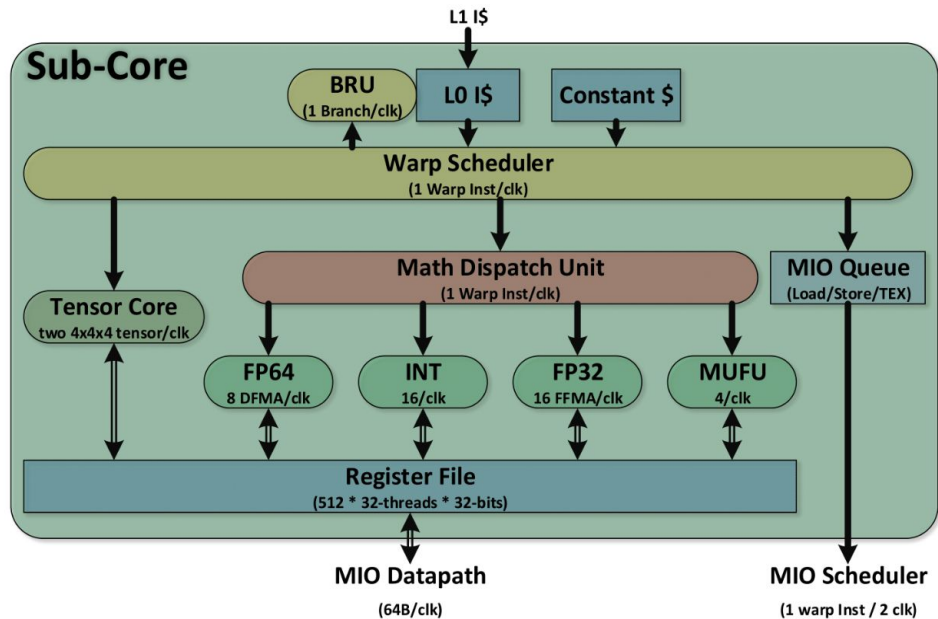 L1 I$
Sub-Core
BRU
(1 Branch/clk)
L0 I$
Constant $
Warp Scheduler
(1 Warp Inst/clk)
Math Dispatch Unit
(1 Warp Inst/clk)
MIO Queue
(Load/Store/TEX)
Tensor Core
two 4x4x4 tensor/clk
FP64
8 DFMA/clk
INT
16/clk
FP32
16 FFMA/clk
MUFU
4/clk
Register File
(512 * 32-threads * 32-bits)
MIO Datapath
(64B/clk)
MIO Scheduler
(1 warp Inst / 2 clk)